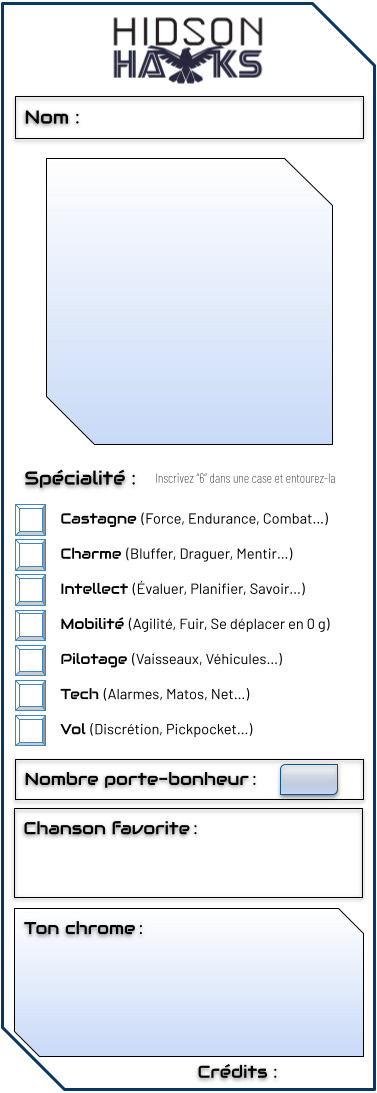 HIDSON
HAWKS
Nom :
Spécialité : Inscrivez "6" dans une case et entourez-la
Castagne (Force, Endurance, Combat...)
Charme (Bluffer, Draguer, Mentir...)
Intellect (Évaluer, Planifier, Savoir...)
Mobilité (Agilité, Fuir, Se déplacer en 0 g)
Pilotage (Vaisseaux, Véhicules...)
Tech (Alarmes, Matos, Net...)
Vol (Discrétion, Pickpocket...)
Nombre porte-bonheur :
Chanson favorite :
Ton chrome :
Crédits :